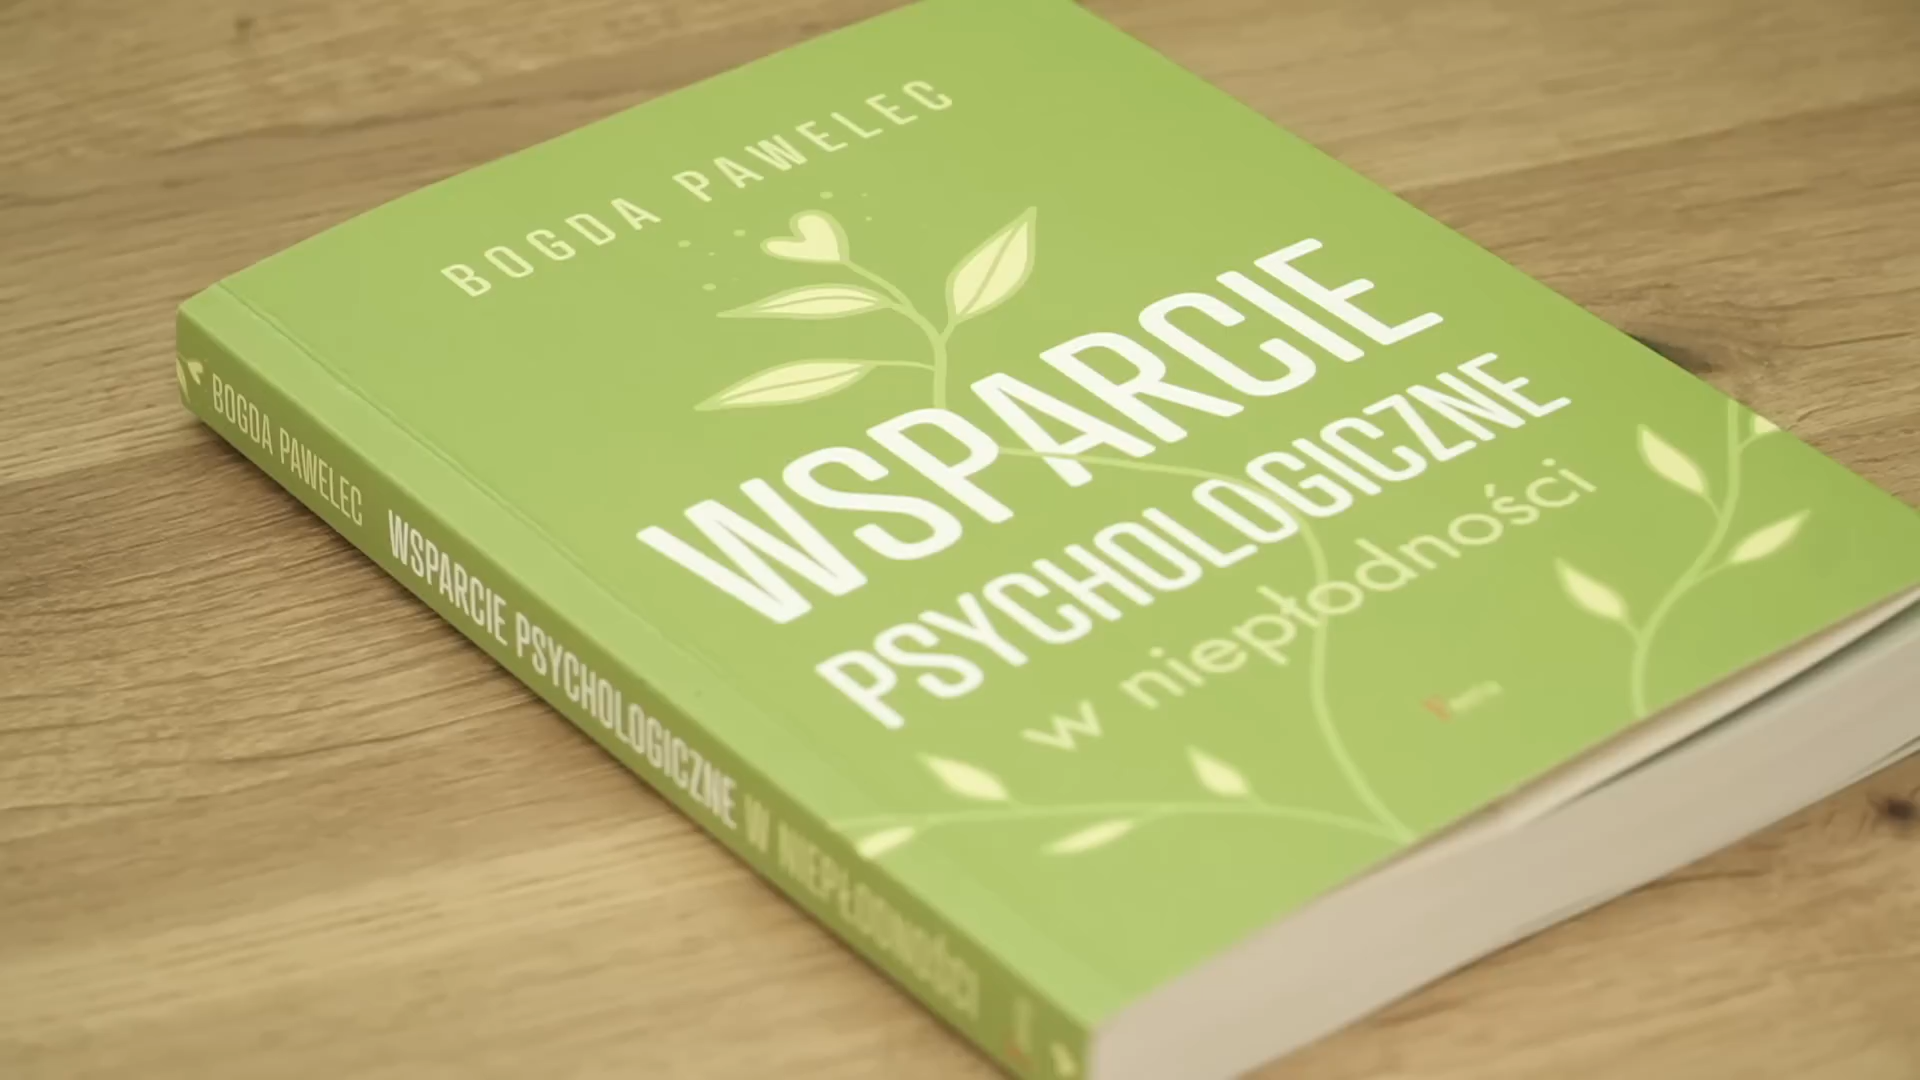 BOGDA PAWELEC
WSPARCIE
PSYCHOLOGICZNE
w niepłodności
BOGDA PAWELEC WSPARCIE PSYCHOLOGICZNE W NIEPŁODNOŚCI